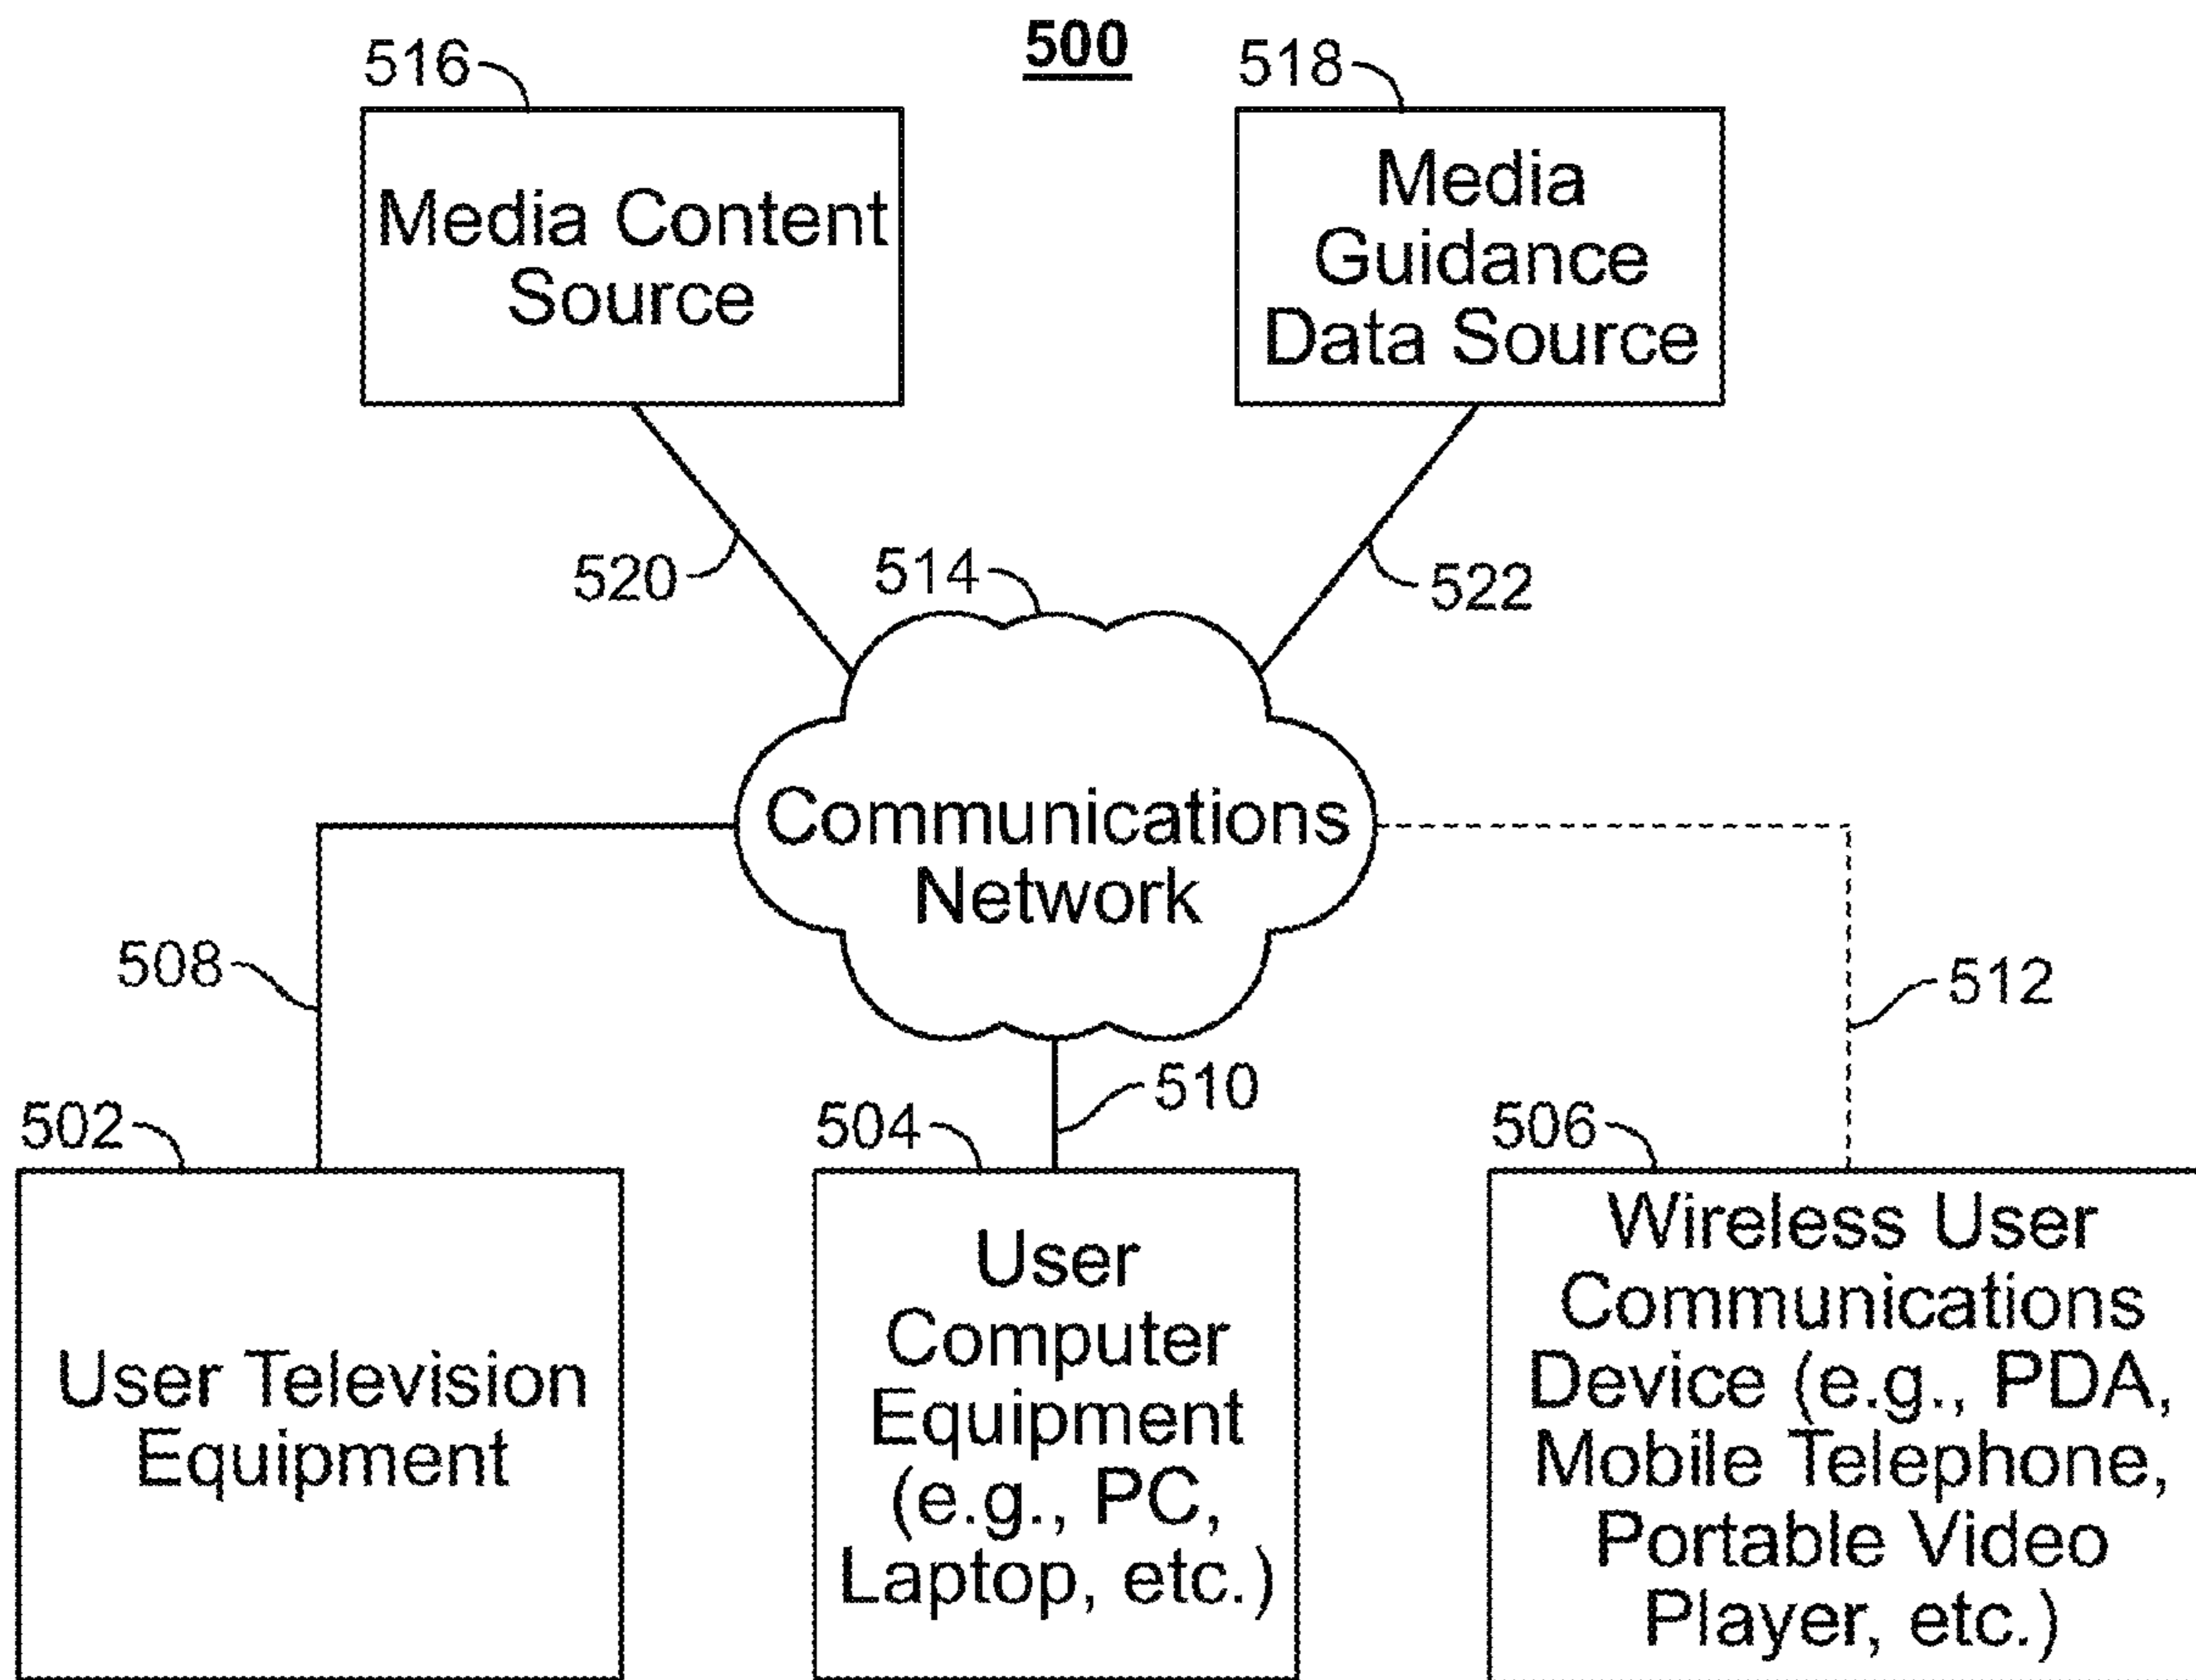 500
516
518
Media Content
Source
Media
Guidance
Data Source
520
514
522
Communications
Network
508
512
510
502
504
506
User Television
Equipment
User
Computer
Equipment
(e.g., PC,
Laptop, etc.)
Wireless User
Communications
Device (e.g., PDA,
Mobile Telephone,
Portable Video
Player, etc.)